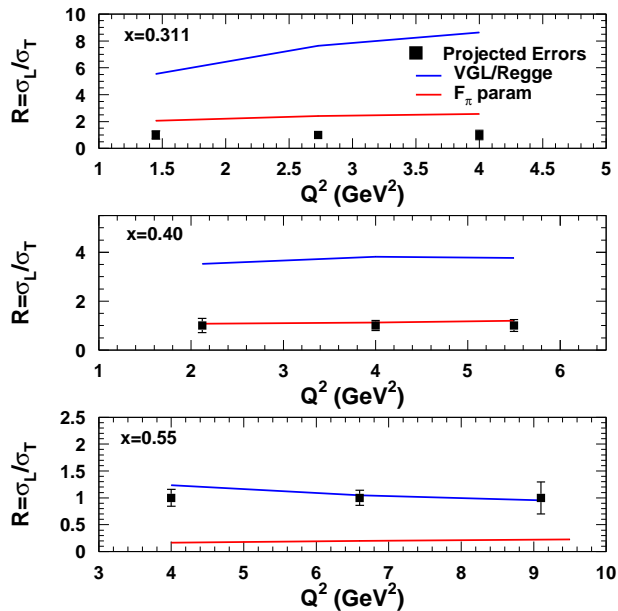 x=0.311
Projected Errors
VGL/Regge
Fπ param
R=σL/σT
10
8
6
4
2
0
1 1.5 2 2.5 3 3.5 4 4.5 5
Q² (GeV²)
x=0.40
R=σL/σT
4
2
0
2 3 4 5 6
Q² (GeV²)
x=0.55
R=σL/σT
2.5
2
1.5
1
0.5
0
3 4 5 6 7 8 9 10
Q² (GeV²)